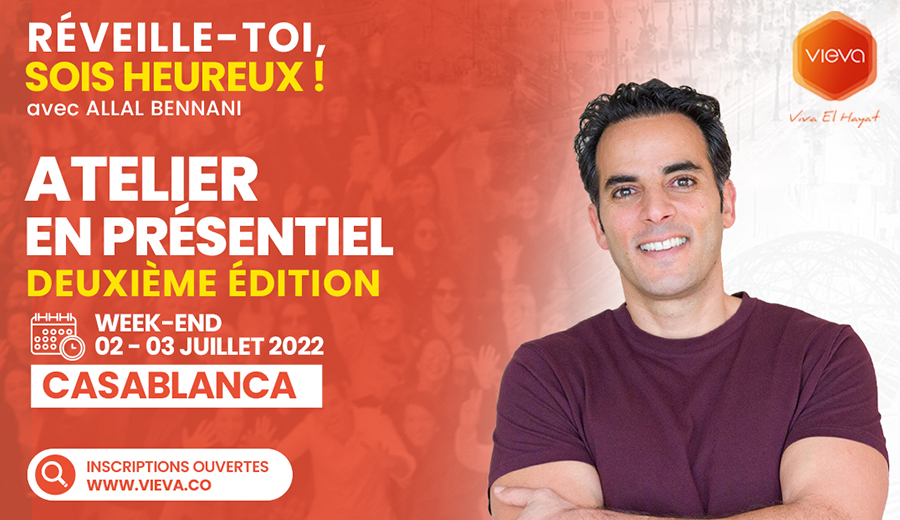 RÉVEILLE-TOI,
SOIS HEUREUX !
avec ALLAL BENNANI
ATELIER
EN PRÉSENTIEL
DEUXIÈME ÉDITION
WEEK-END
02 – 03 JUILLET 2022
CASABLANCA
INSCRIPTIONS OUVERTES
WWW.VIEVA.CO
vieva
Viva El Hayat